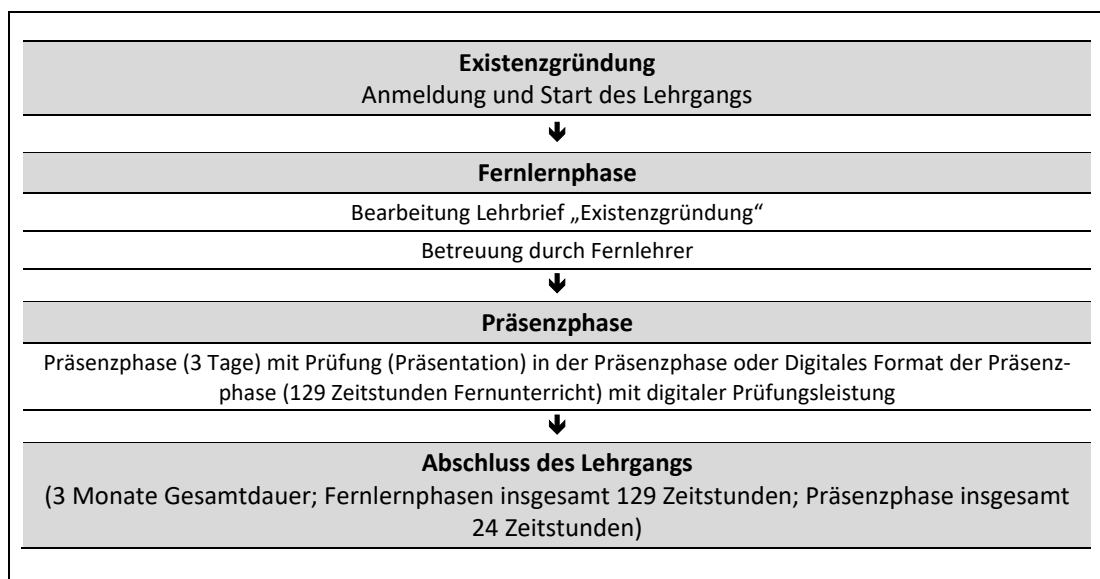 Existenzgründung
Anmeldung und Start des Lehrgangs
🡻
Fernlernphase
Bearbeitung Lehrbrief „Existenzgründung“
Betreuung durch Fernlehrer
🡻
Präsenzphase
Präsenzphase (3 Tage) mit Prüfung (Präsentation) in der Präsenzphase oder Digitales Format der Präsenz-
phase (129 Zeitstunden Fernunterricht) mit digitaler Prüfungsleistung
🡻
Abschluss des Lehrgangs
(3 Monate Gesamtdauer; Fernlernphasen insgesamt 129 Zeitstunden; Präsenzphase insgesamt
24 Zeitstunden)